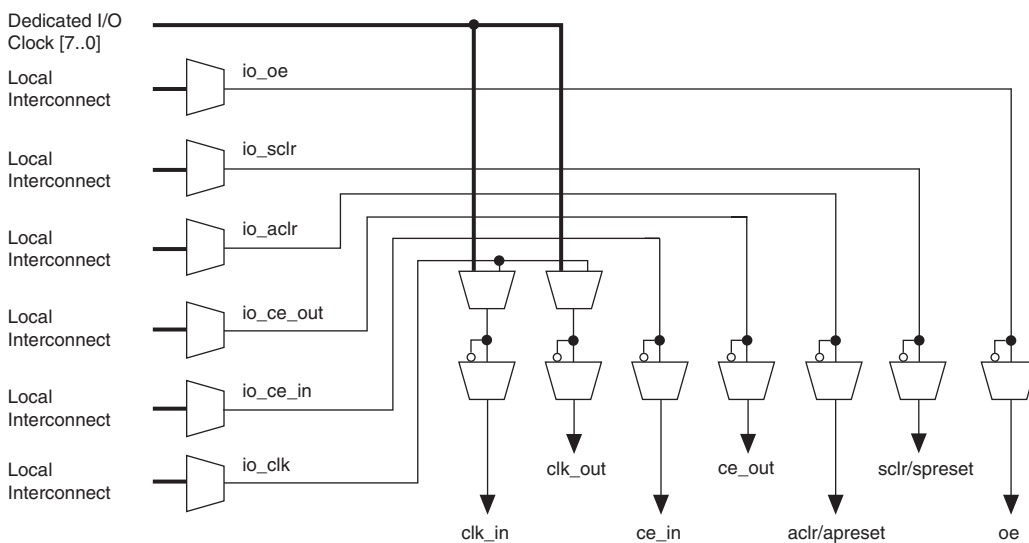 Dedicated I/O
Clock [7..0]
Local
Interconnect
io_oe
Local
Interconnect
io_sclr
Local
Interconnect
io_aclr
Local
Interconnect
io_ce_out
Local
Interconnect
io_ce_in
Local
Interconnect
io_clk
clk_out
ce_out
sclr/spreset
clk_in
ce_in
aclr/apreset
oe